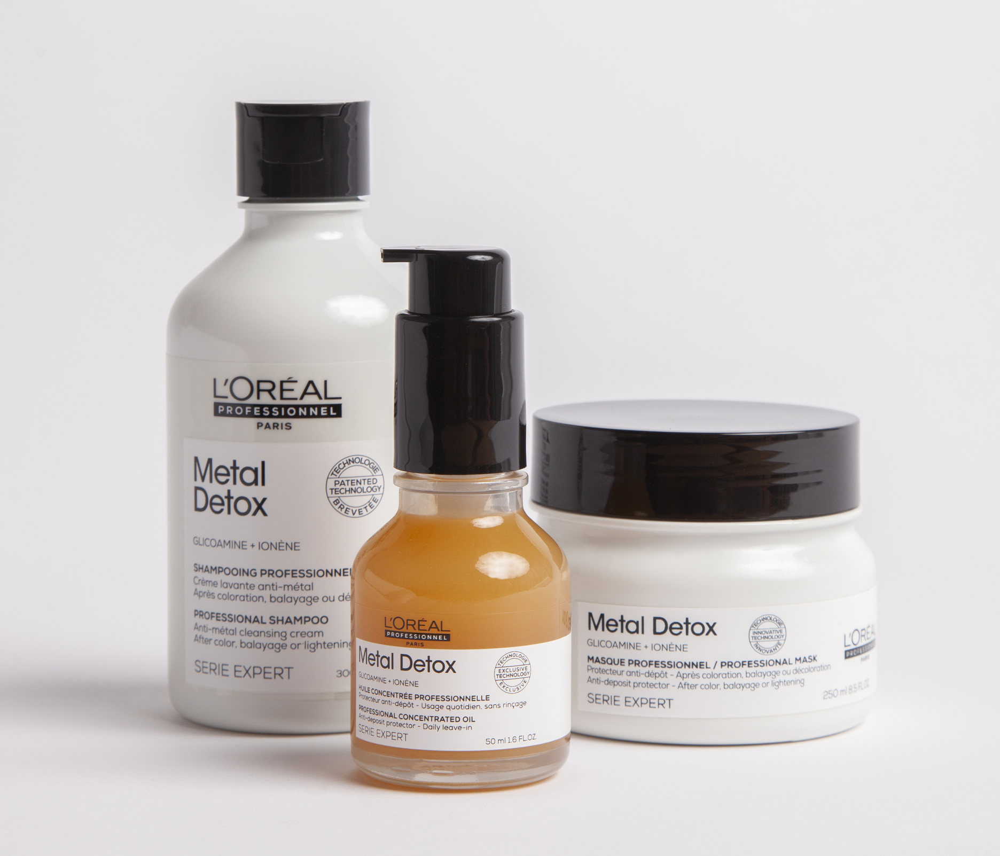 L'ORÉAL
PROFESSIONNEL
PARIS
Metal
Detox
TECHNOLOGIE
PATENTED
TECHNOLOGY
BREVETÉE
GLICOAMINE + IONÈNE
SHAMPOOING PROFESSIONNEL
Crème lavante anti-métal
Après coloration, balayage ou dé
PROFESSIONAL SHAMPOO
Anti-métal cleansing cream
After color, balayage or lightening
SERIE EXPERT
300
L'ORÉAL
PROFESSIONNEL
PARIS
Metal Detox
TECHNOLOGIE
EXCLUSIVE
TECHNOLOGY
EXCLUSIVE
GLICOAMINE + IONÈNE
HUILE CONCENTRÉE PROFESSIONNELLE
Protecteur anti-dépôt - Usage quotidien, sans rinçage
PROFESSIONAL CONCENTRATED OIL
Anti-deposit protector - Daily leave-in
SERIE EXPERT
50 ml 1.6 FL.OZ.
Metal Detox
TECHNOLOGIE
INNOVATIVE
TECHNOLOGY
INNOVANTE
GLICOAMINE + IONÈNE
MASQUE PROFESSIONNEL / PROFESSIONAL MASK
Protecteur anti-dépôt - Après coloration, balayage ou décoloration
Anti-deposit protector - After color, balayage or lightening
SERIE EXPERT
L'ORÉAL
PROFESSIONNEL
PARIS
250 ml 8.5 FL.OZ